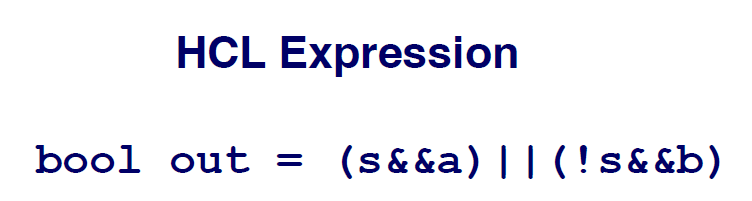 HCL Expression
bool out = (s&&a)||(!s&&b)